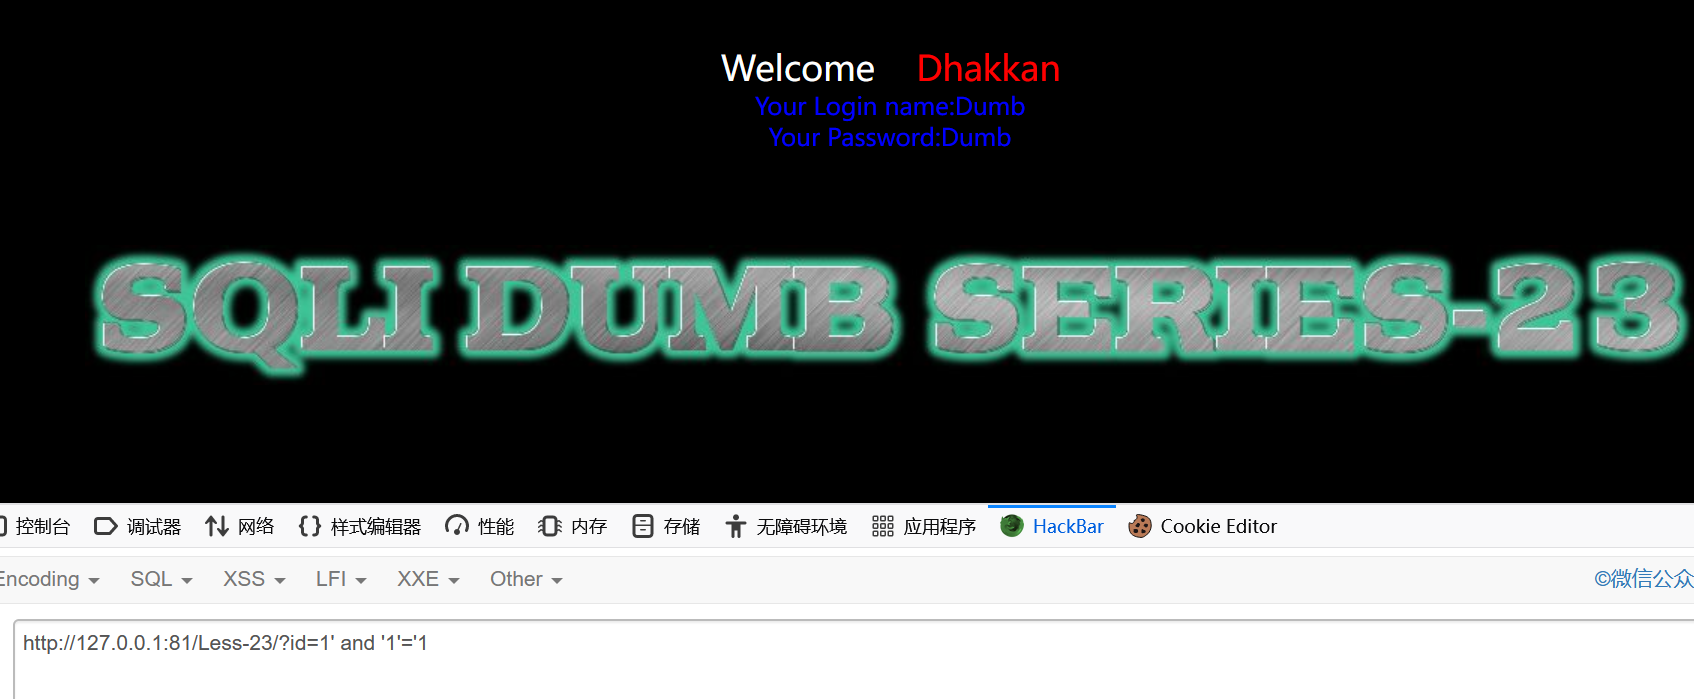 Welcome Dhakkan
Your Login name:Dumb
Your Password:Dumb
SQLI DUMB SERIES-23
控制台 调试器 网络 样式编辑器 性能 内存 存储 无障碍环境 应用程序 HackBar Cookie Editor
Encoding SQL XSS LFI XXE Other ©微信公众
http://127.0.0.1:81/Less-23/?id=1' and '1'='1